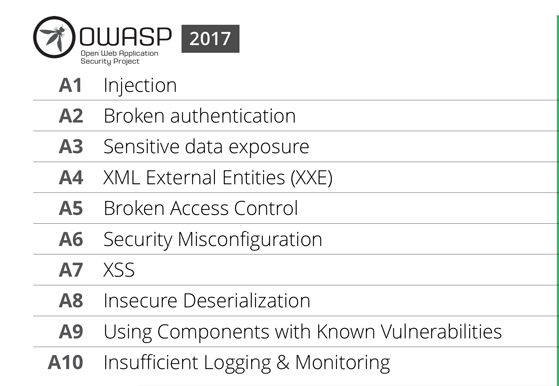 OWASP 2017
Open Web Application
Security Project
A1 Injection
A2 Broken authentication
A3 Sensitive data exposure
A4 XML External Entities (XXE)
A5 Broken Access Control
A6 Security Misconfiguration
A7 XSS
A8 Insecure Deserialization
A9 Using Components with Known Vulnerabilities
A10 Insufficient Logging & Monitoring